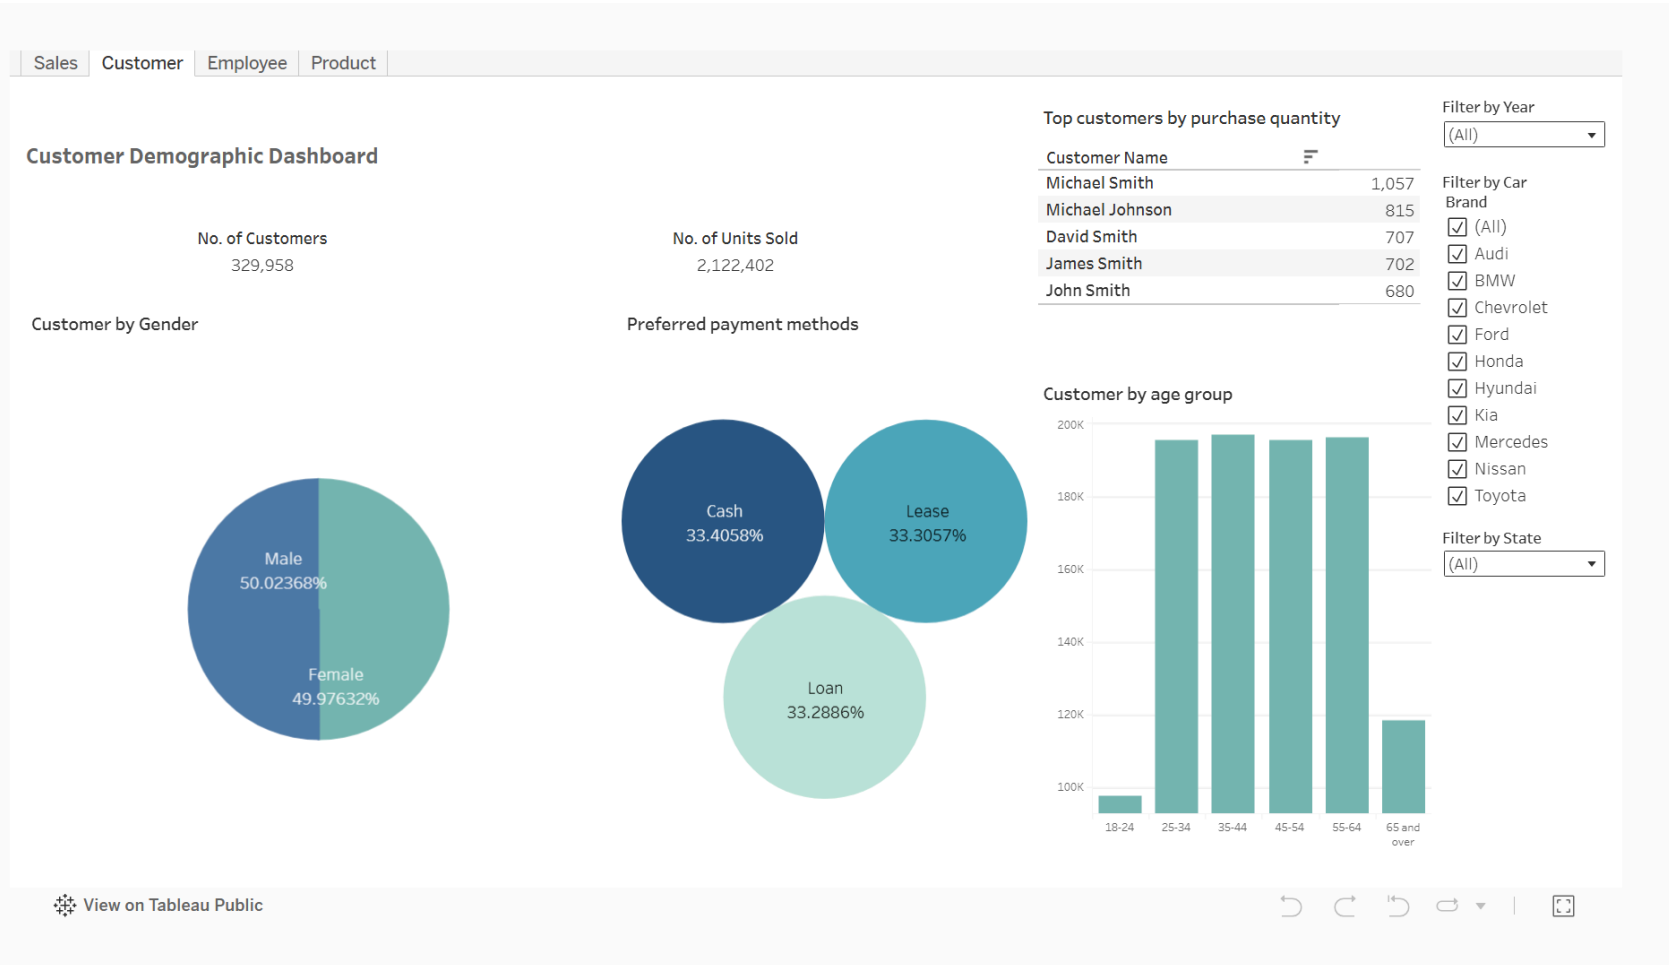 Sales
Customer
Employee
Product
Customer Demographic Dashboard
No. of Customers
329,958
No. of Units Sold
2,122,402
Top customers by purchase quantity
Customer Name
Michael Smith 1,057
Michael Johnson 815
David Smith 707
James Smith 702
John Smith 680
Filter by Year
(All)
Filter by Car
Brand
(All)
Audi
BMW
Chevrolet
Ford
Honda
Hyundai
Kia
Mercedes
Nissan
Toyota
Filter by State
(All)
Customer by Gender
Male
50.02368%
Female
49.97632%
Preferred payment methods
Cash
33.4058%
Lease
33.3057%
Loan
33.2886%
Customer by age group
200K
180K
160K
140K
120K
100K
18-24
25-34
35-44
45-54
55-64
65 and
over
View on Tableau Public